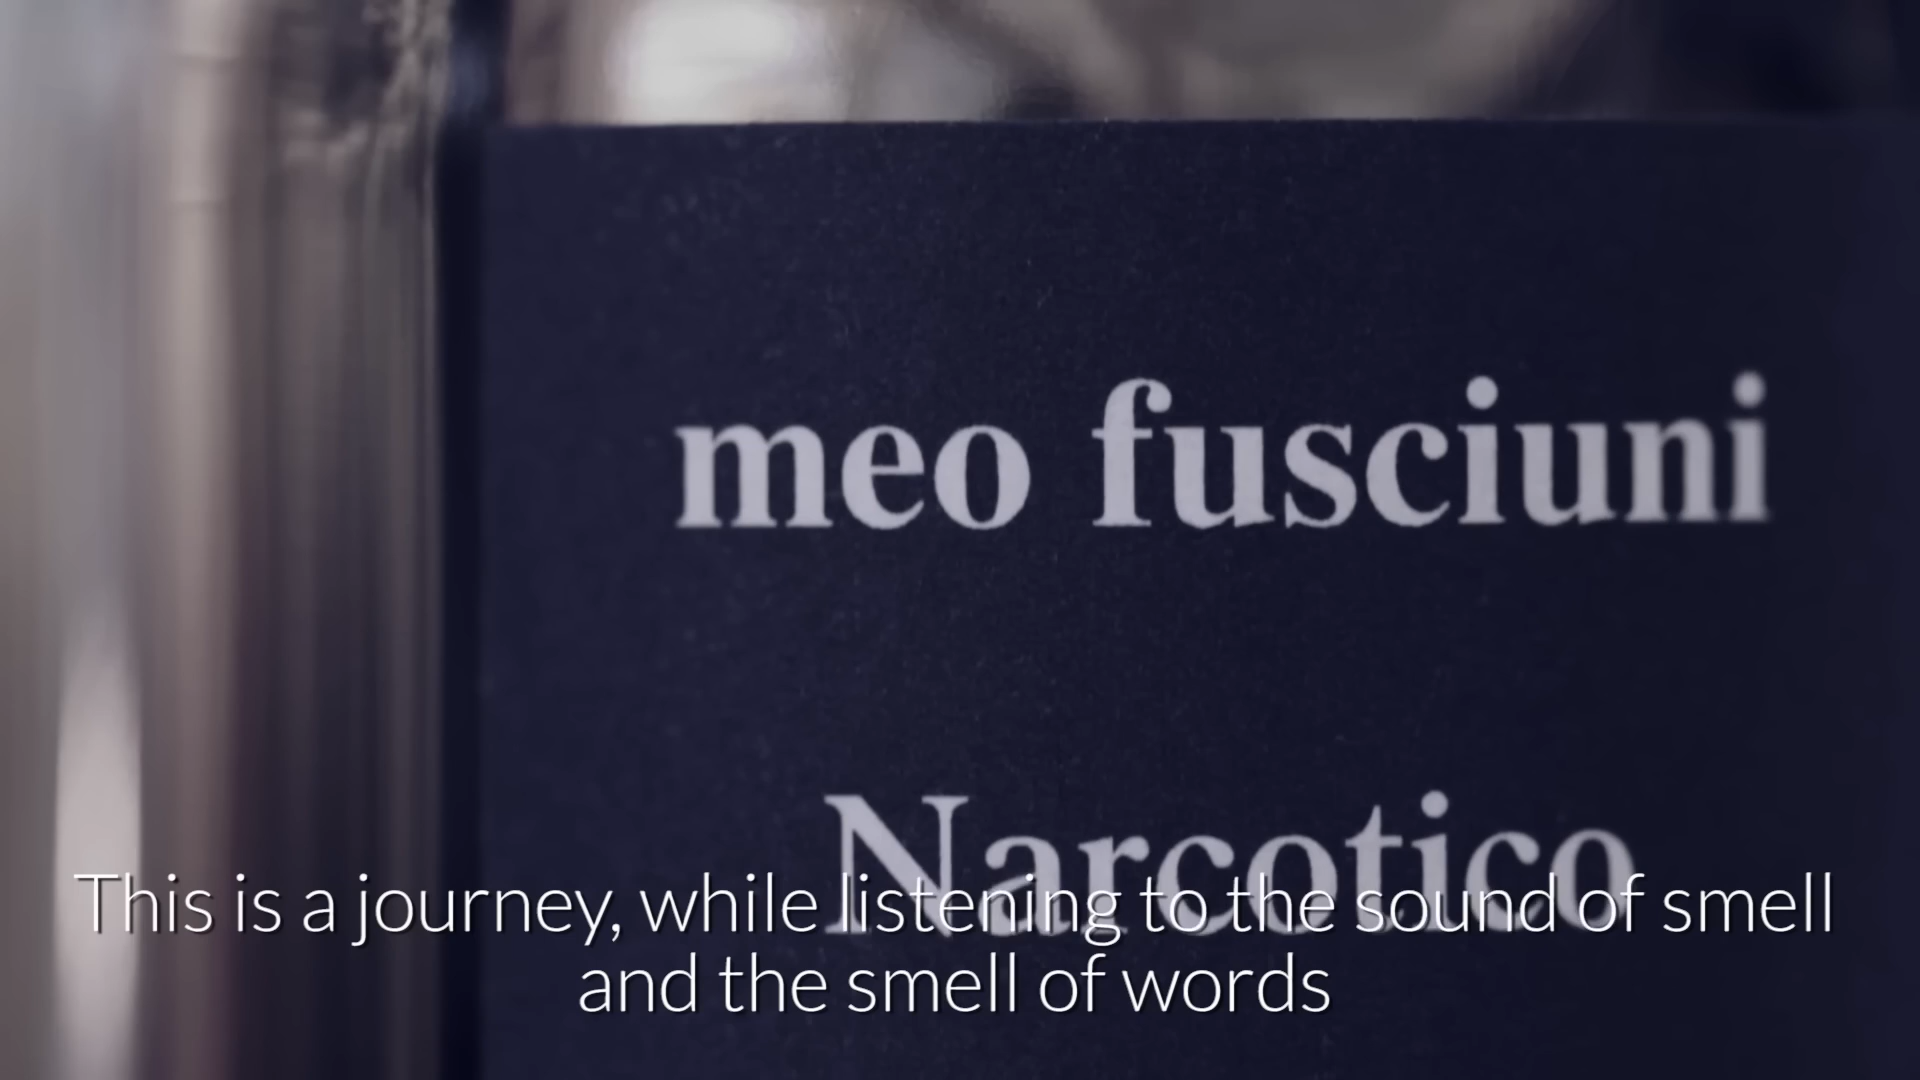 meo fusciuni
Narcotico
This is a journey, while listening to the sound of smell
and the smell of words